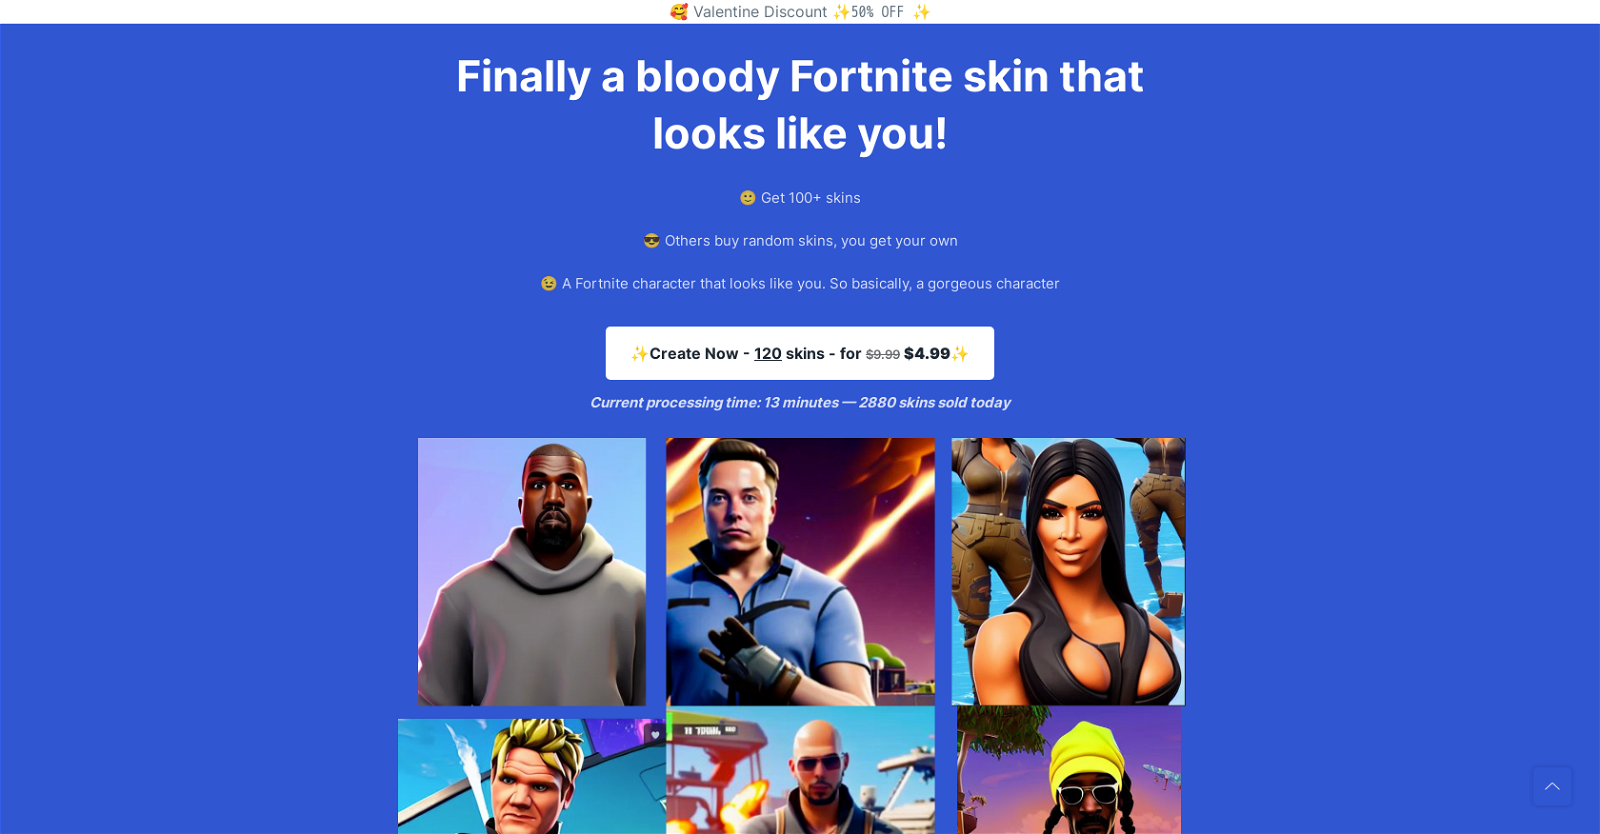 🥰 Valentine Discount ✨50% OFF ✨
Finally a bloody Fortnite skin that
looks like you!
🙂 Get 100+ skins
😎 Others buy random skins, you get your own
😉 A Fortnite character that looks like you. So basically, a gorgeous character
✨Create Now - 120 skins - for $9.99 $4.99✨
Current processing time: 13 minutes — 2880 skins sold today